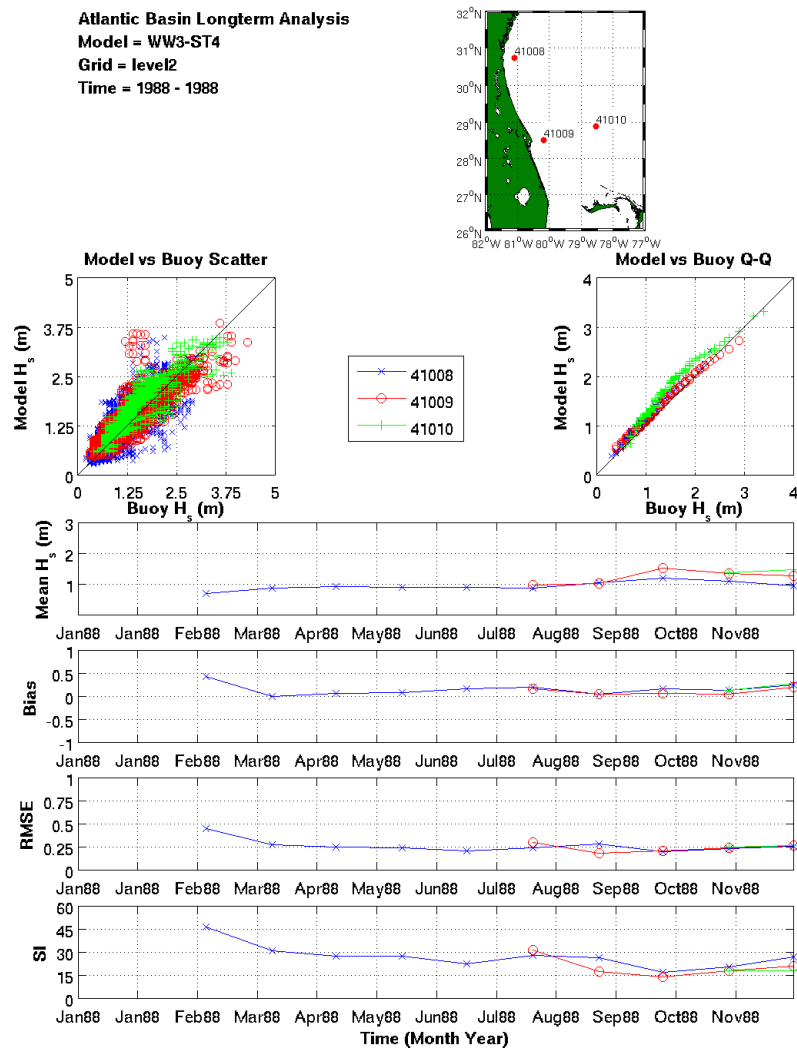 Atlantic Basin Longterm Analysis
Model = WW3-ST4
Grid = level2
Time = 1988 - 1988
32°N
31°N
30°N
29°N
28°N
27°N
26°N
82°W 81°W 80°W 79°W 78°W 77°W
41008
41009
41010
Model vs Buoy Scatter
5
3.75
2.5
1.25
0
Model Hs (m)
0 1.25 2.5 3.75 5
Buoy Hs (m)
41008
41009
41010
Model vs Buoy Q-Q
4
3
2
1
0
Model Hs (m)
0 1 2 3 4
Buoy Hs (m)
Mean Hs (m)
3
2
1
Jan88 Jan88 Feb88 Mar88 Apr88 May88 Jun88 Jul88 Aug88 Sep88 Oct88 Nov88
Bias
1
0.5
0
-0.5
-1
Jan88 Jan88 Feb88 Mar88 Apr88 May88 Jun88 Jul88 Aug88 Sep88 Oct88 Nov88
RMSE
1
0.75
0.5
0.25
0
Jan88 Jan88 Feb88 Mar88 Apr88 May88 Jun88 Jul88 Aug88 Sep88 Oct88 Nov88
SI
60
45
30
15
0
Jan88 Jan88 Feb88 Mar88 Apr88 May88 Jun88 Jul88 Aug88 Sep88 Oct88 Nov88
Time (Month Year)